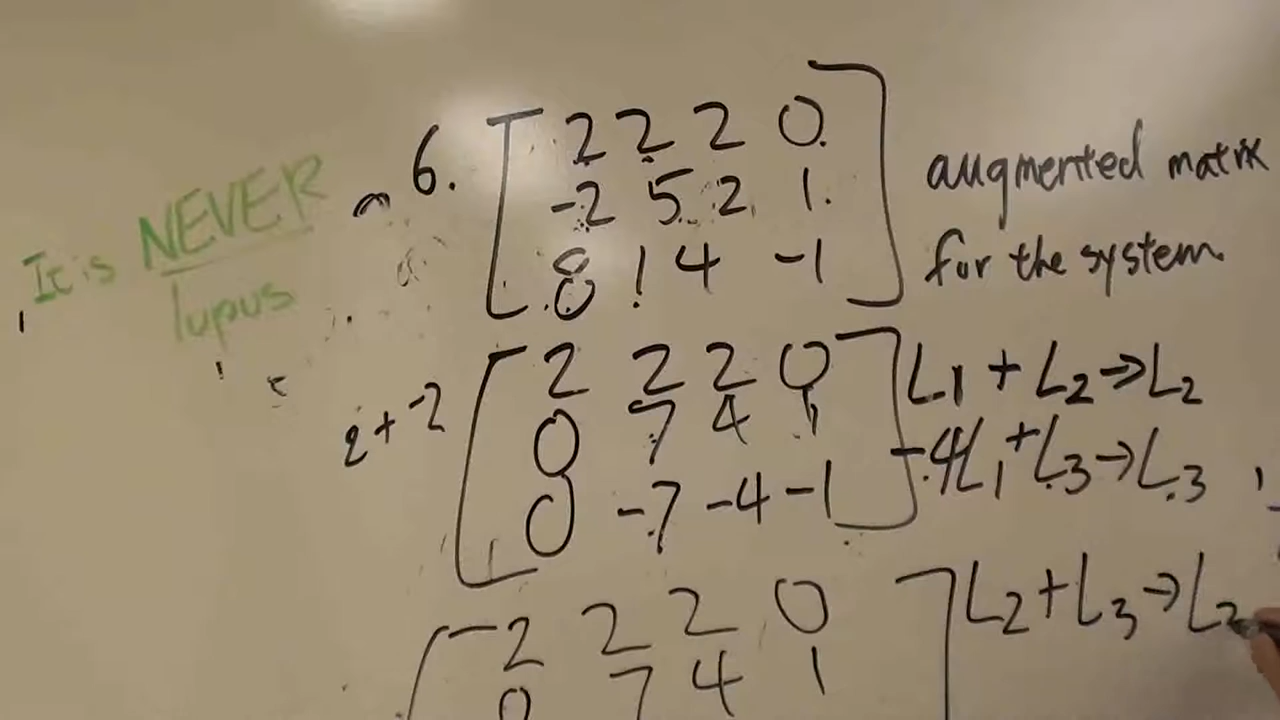 It is NEVER
lupus
6.
2 2 2 0
-2 5 2 1
8 1 4 -1
augmented matrix
for the system
2 + -2
2 2 2 0
0 7 4 1
0 -7 -4 -1
L1 + L2 → L2
-4L1 + L3 → L3
2 2 2 0
0 7 4 1
L2 + L3 → L